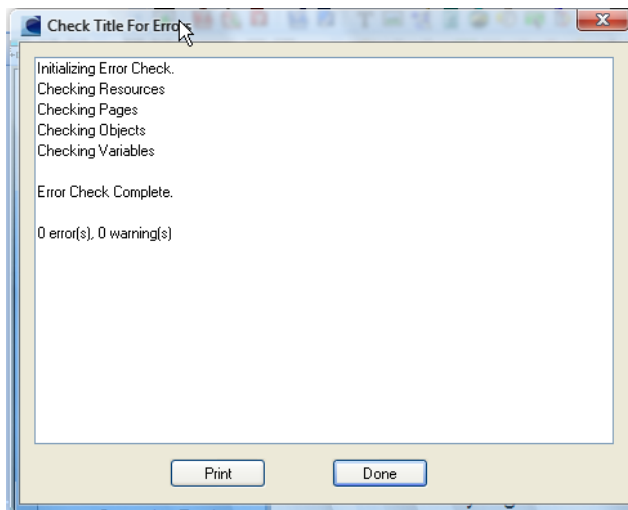 Check Title For Errors
Initializing Error Check.
Checking Resources
Checking Pages
Checking Objects
Checking Variables
Error Check Complete.
0 error(s), 0 warning(s)
Print
Done